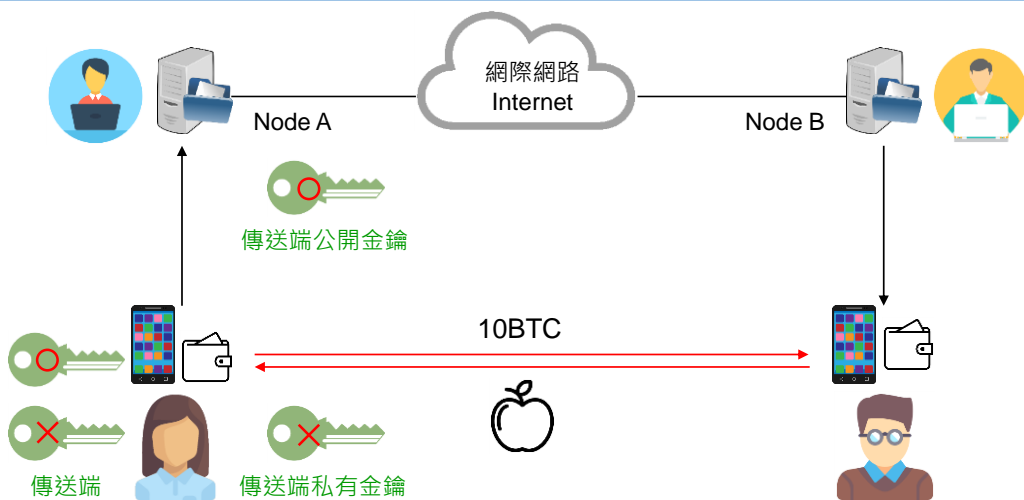 網際網路
Internet
Node A
Node B
傳送端公開金鑰
10BTC
傳送端
傳送端私有金鑰